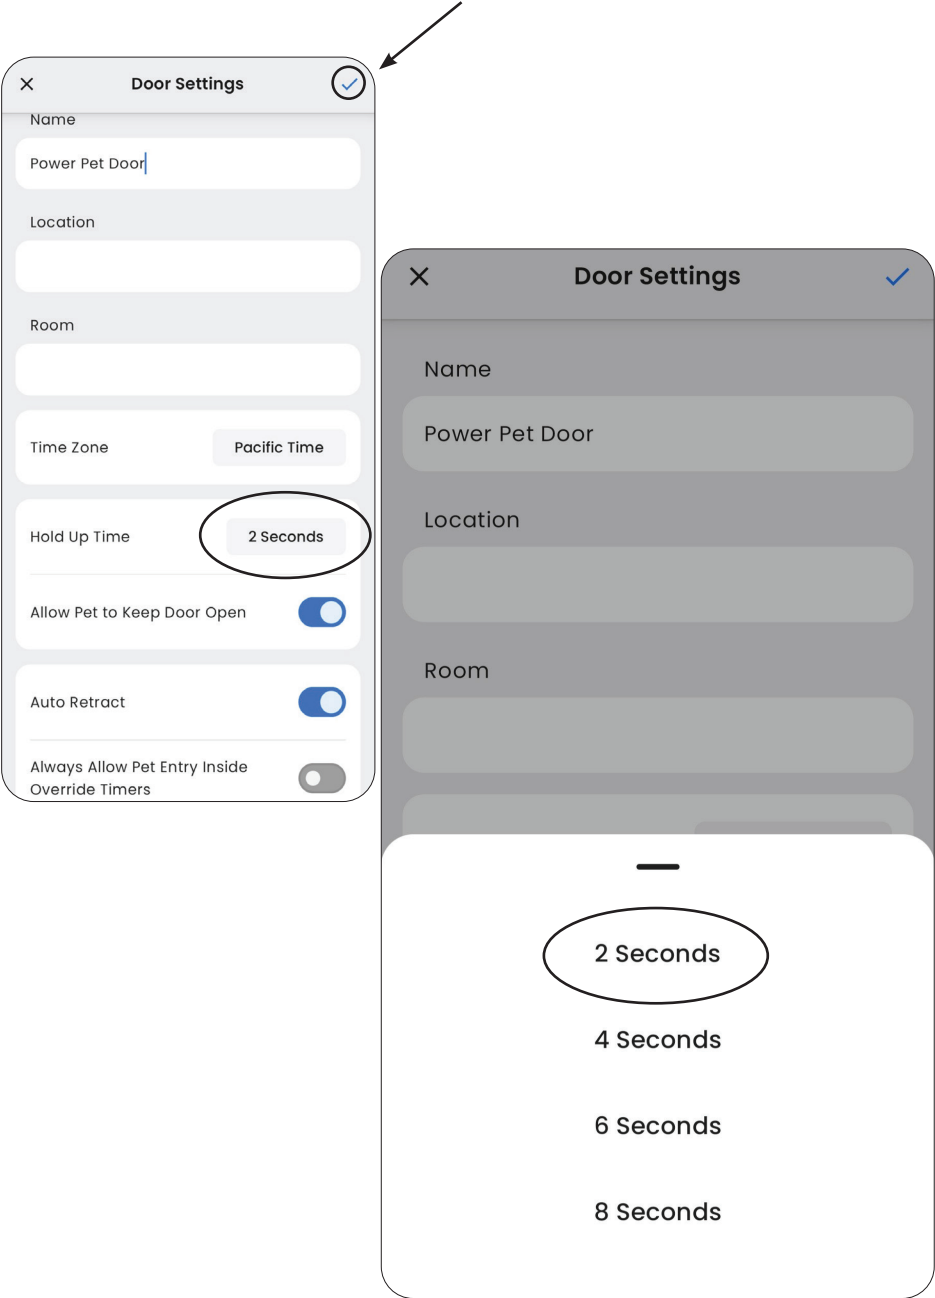 Door Settings
Name
Power Pet Door
Location
Room
Time Zone
Pacific Time
Hold Up Time
2 Seconds
Allow Pet to Keep Door Open
Auto Retract
Always Allow Pet Entry Inside
Override Timers
Door Settings
Name
Power Pet Door
Location
Room
2 Seconds
4 Seconds
6 Seconds
8 Seconds